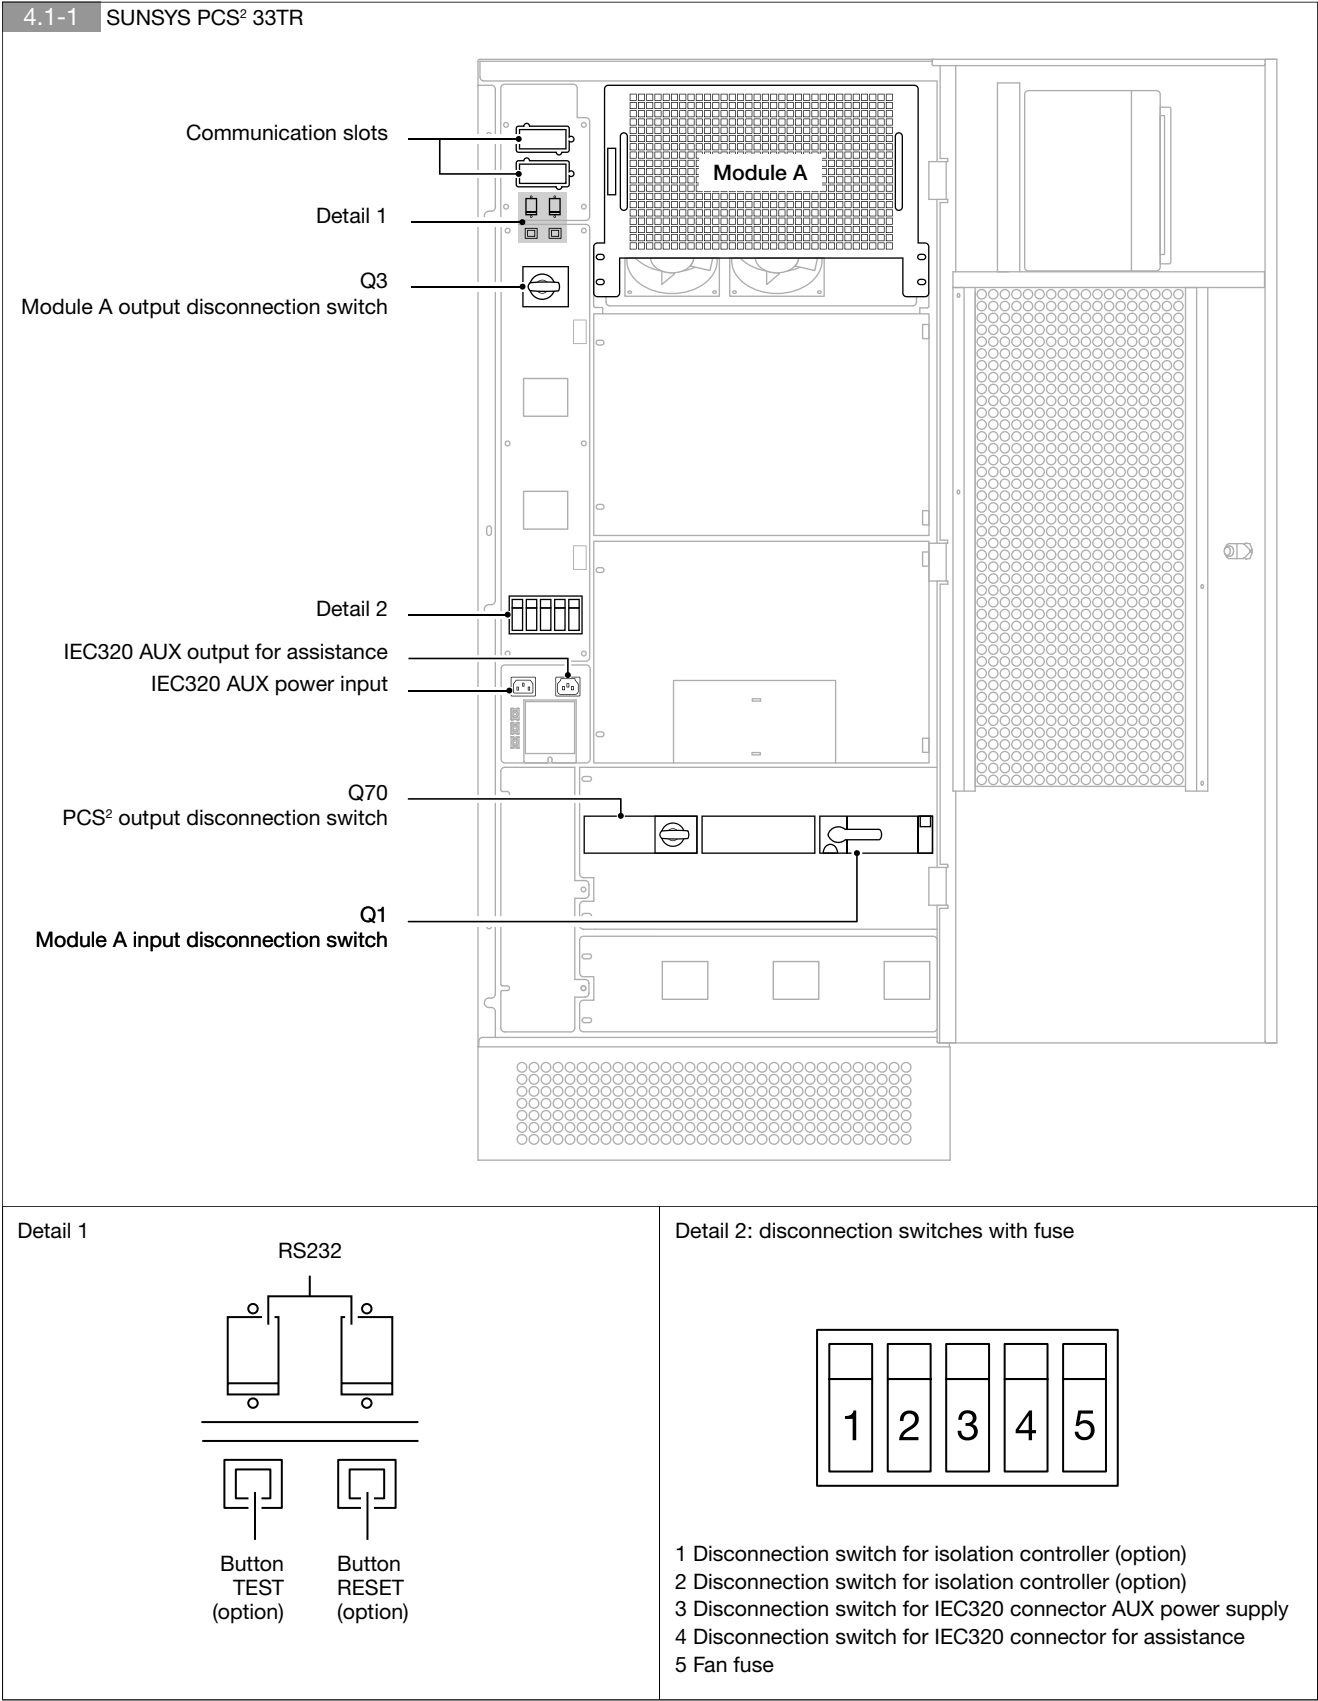 4.1-1 SUNSYS PCS² 33TR
Communication slots
Module A
Detail 1
Q3
Module A output disconnection switch
Detail 2
IEC320 AUX output for assistance
IEC320 AUX power input
Q70
PCS² output disconnection switch
Q1
Module A input disconnection switch
Detail 1
RS232
Button TEST (option)
Button RESET (option)
Detail 2: disconnection switches with fuse
1 2 3 4 5
1 Disconnection switch for isolation controller (option)
2 Disconnection switch for isolation controller (option)
3 Disconnection switch for IEC320 connector AUX power supply
4 Disconnection switch for IEC320 connector for assistance
5 Fan fuse